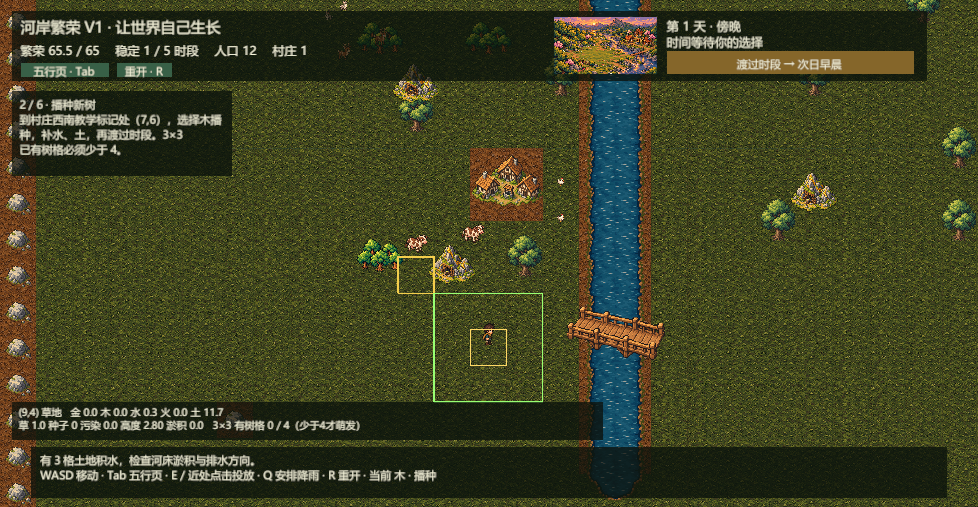 河岸繁荣 V1 · 让世界自己生长
繁荣 65.5 / 65 稳定 1 / 5 时段 人口 12 村庄 1
五行页 · Tab 重开 · R
第 1 天 · 傍晚
时间等待你的选择
渡过时段 → 次日早晨
2 / 6 · 播种新树
到村庄西南教学标记处（7,6），选择木播
种，补水、土，再渡过时段。3×3
已有树格必须少于 4。
(9,4) 草地 金 0.0 木 0.0 水 0.3 火 0.0 土 11.7
草 1.0 种子 0 污染 0.0 高度 2.80 淤积 0.0 3×3 有树格 0 / 4（少于4才萌发）
有 3 格土地积水，检查河床淤积与排水方向。
WASD 移动 · Tab 五行页 · E / 近处点击投放 · Q 安排降雨 · R 重开 · 当前 木 · 播种